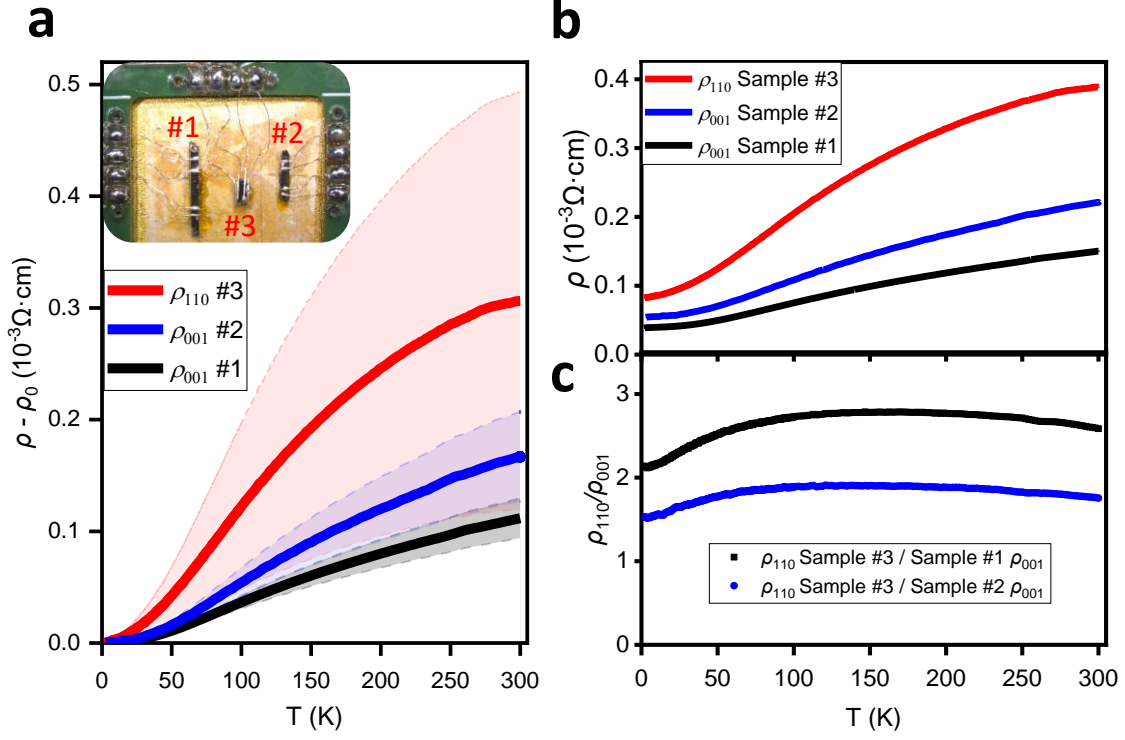 a
ρ - ρ0 (10-3Ω·cm)
0.5
0.4
0.3
0.2
0.1
0.0
#1
#2
#3
ρ110 #3
ρ001 #2
ρ001 #1
0 50 100 150 200 250 300
T (K)
b
ρ (10-3Ω·cm)
0.4
0.3
0.2
0.1
0.0
ρ110 Sample #3
ρ001 Sample #2
ρ001 Sample #1
c
ρ110/ρ001
3
2
1
0
ρ110 Sample #3 / Sample #1 ρ001
ρ110 Sample #3 / Sample #2 ρ001
0 50 100 150 200 250 300
T (K)